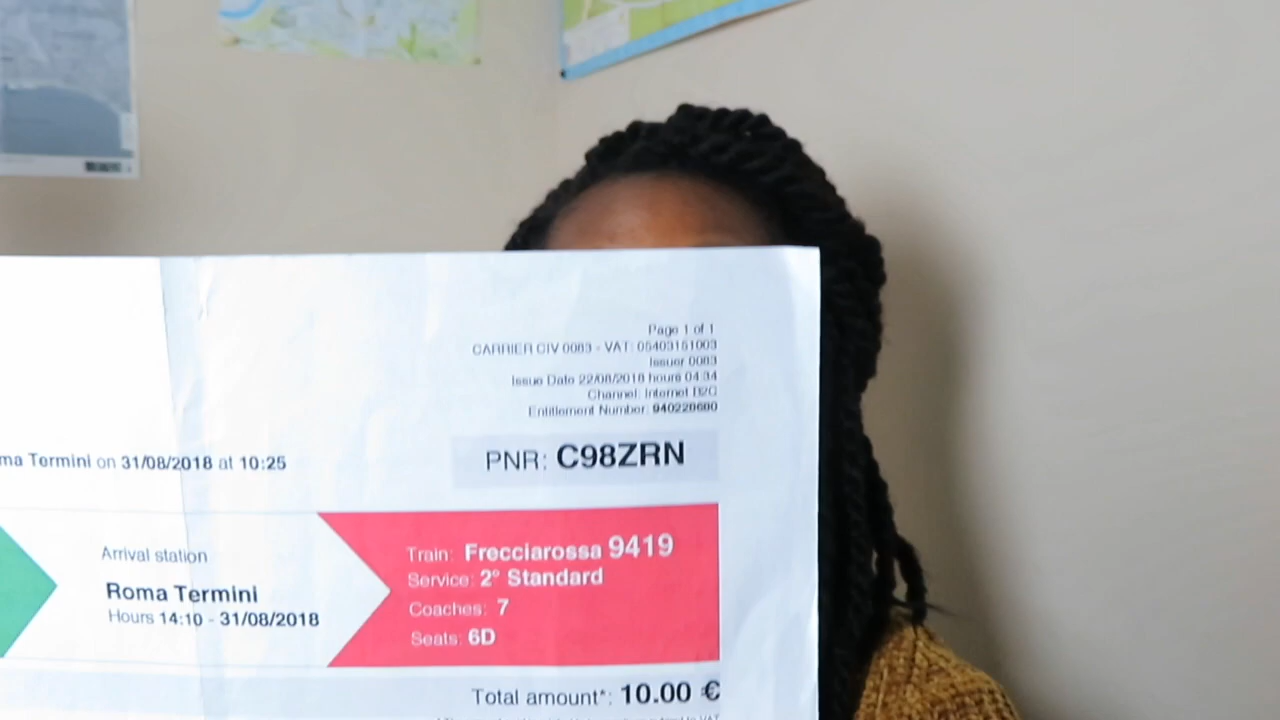 Page 1 of 1
CARRIER CIV 0083 - VAT: 05403151003
Issuer 0083
Issue Date 22/08/2018 hours 04:34
Channel: Internet B2C
Entitlement Number: 940228680
PNR: C98ZRN
ma Termini on 31/08/2018 at 10:25
Arrival station
Roma Termini
Hours 14:10 - 31/08/2018
Train: Frecciarossa 9419
Service: 2° Standard
Coaches: 7
Seats: 6D
Total amount*: 10.00 €